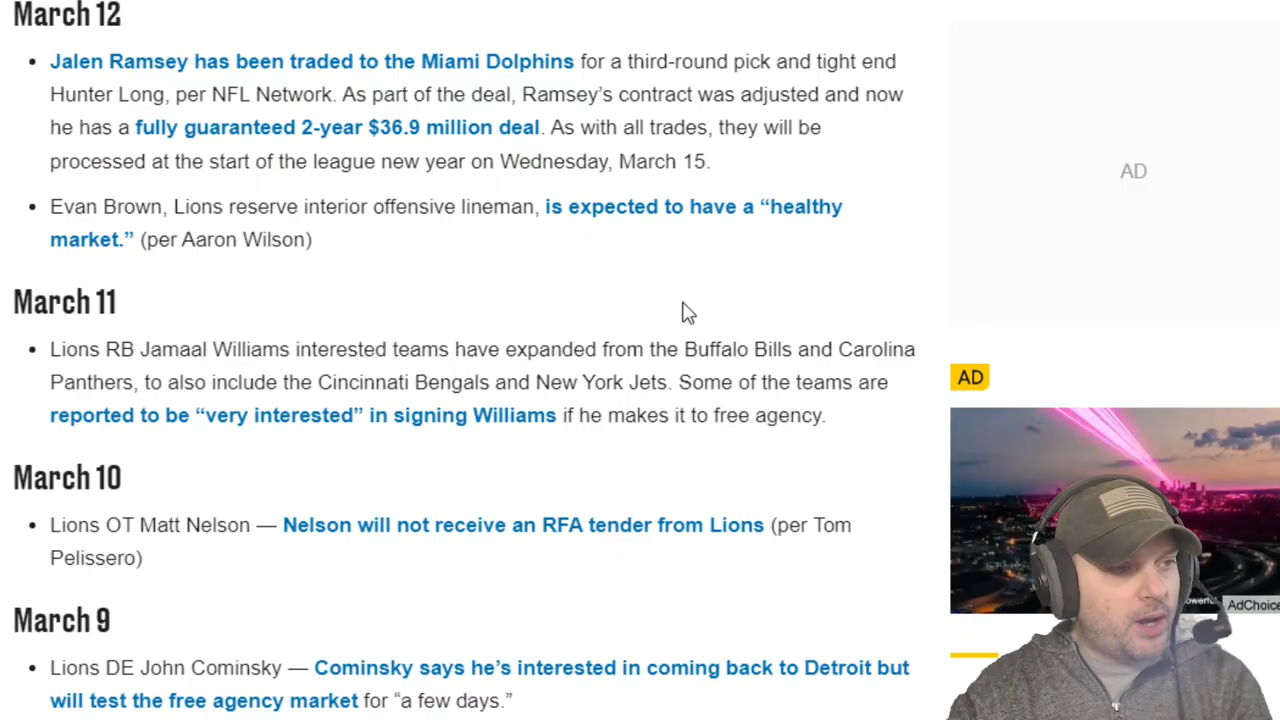 March 12
• Jalen Ramsey has been traded to the Miami Dolphins for a third-round pick and tight end
Hunter Long, per NFL Network. As part of the deal, Ramsey’s contract was adjusted and now
he has a fully guaranteed 2-year $36.9 million deal. As with all trades, they will be
processed at the start of the league new year on Wednesday, March 15.
• Evan Brown, Lions reserve interior offensive lineman, is expected to have a “healthy
market.” (per Aaron Wilson)
March 11
• Lions RB Jamaal Williams interested teams have expanded from the Buffalo Bills and Carolina
Panthers, to also include the Cincinnati Bengals and New York Jets. Some of the teams are
reported to be “very interested” in signing Williams if he makes it to free agency.
March 10
• Lions OT Matt Nelson — Nelson will not receive an RFA tender from Lions (per Tom
Pelissero)
March 9
• Lions DE John Cominsky — Cominsky says he’s interested in coming back to Detroit but
will test the free agency market for “a few days.”
AD
AD
AdChoice